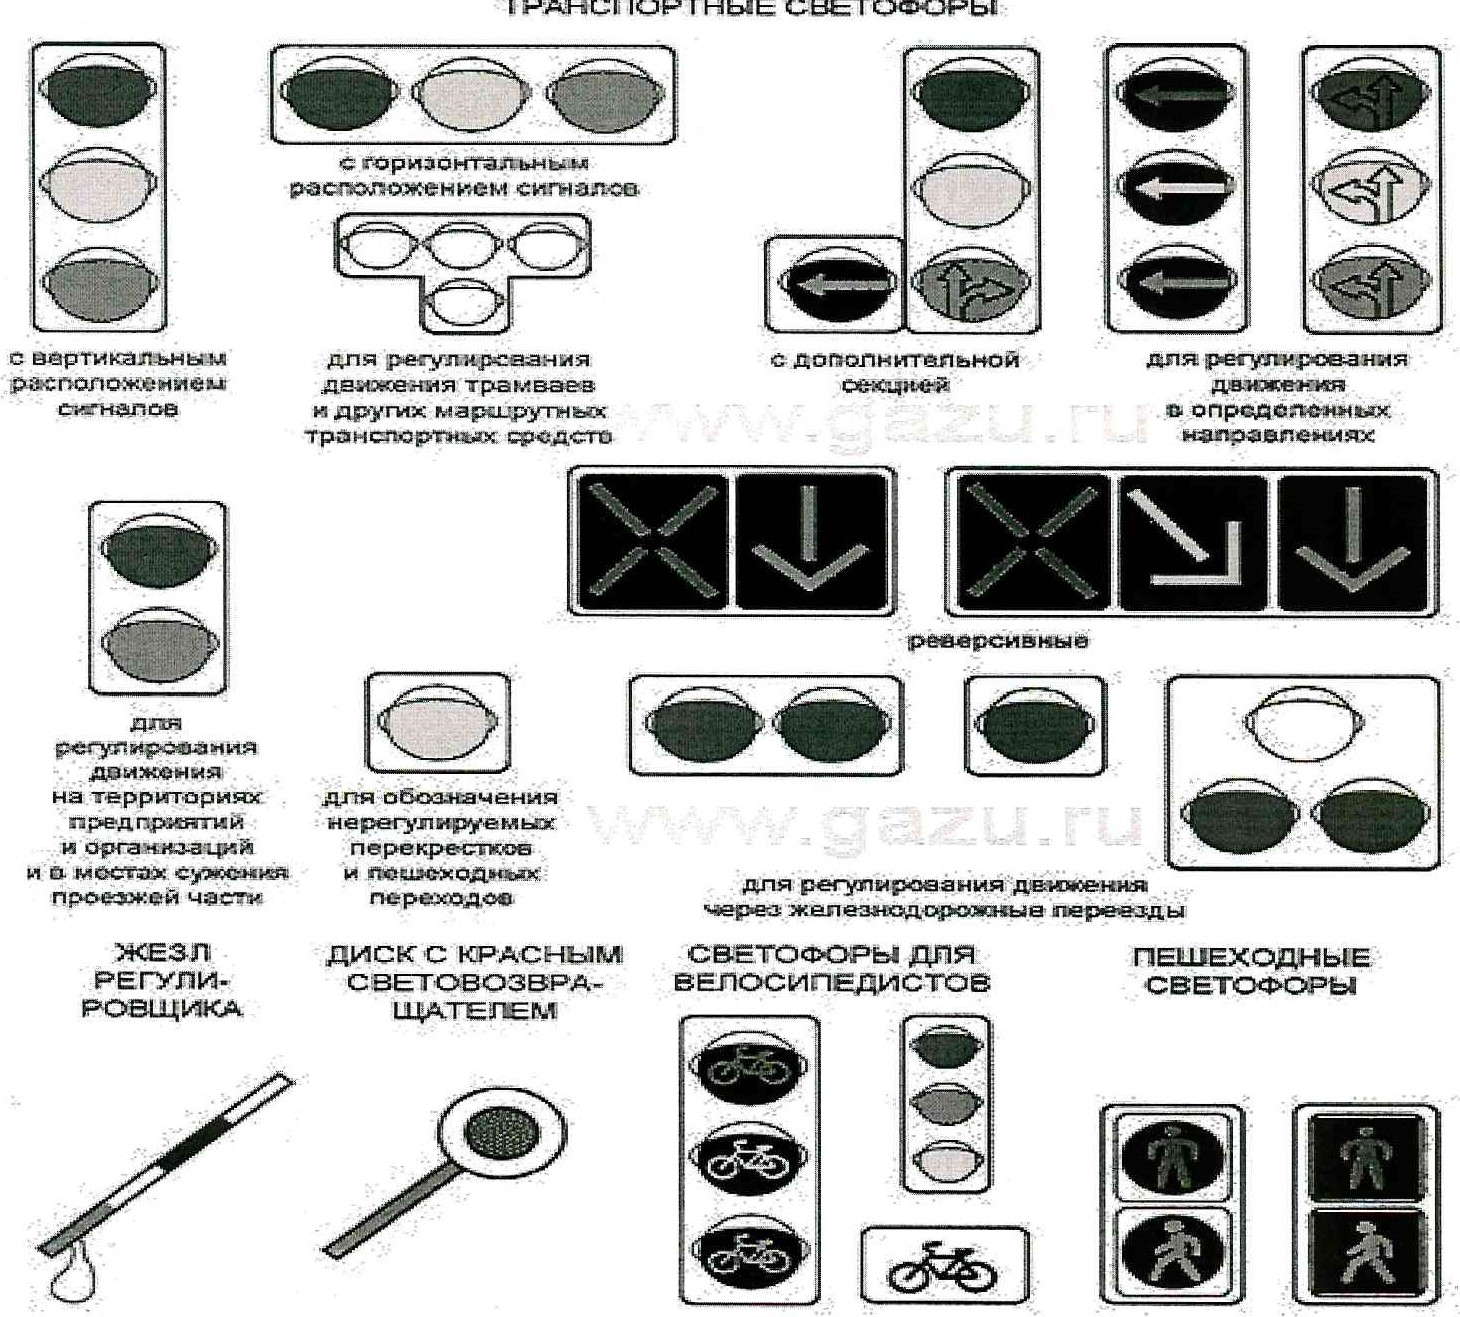 ТРАНСПОРТНЫЕ СВЕТОФОРЫ
с горизонтальным
расположением сигналов
с вертикальным
расположением
сигналов
для регулирования
движения трамваев
и других маршрутных
транспортных средств
с дополнительной
секцией
для регулирования
движения
в определенных
направлениях
www.gazu.ru
реверсивные
для
регулирования
движения
на территориях
предприятий
и организаций
и в местах сужения
проезжей части
для обозначения
нерегулируемых
перекрестков
и пешеходных
переходов
www.gazu.ru
для регулирования движения
через железнодорожные переезды
ЖЕЗЛ
РЕГУЛИ-
РОВЩИКА
ДИСК С КРАСНЫМ
СВЕТОВОЗВРА-
ЩАТЕЛЕМ
СВЕТОФОРЫ ДЛЯ
ВЕЛОСИПЕДИСТОВ
ПЕШЕХОДНЫЕ
СВЕТОФОРЫ